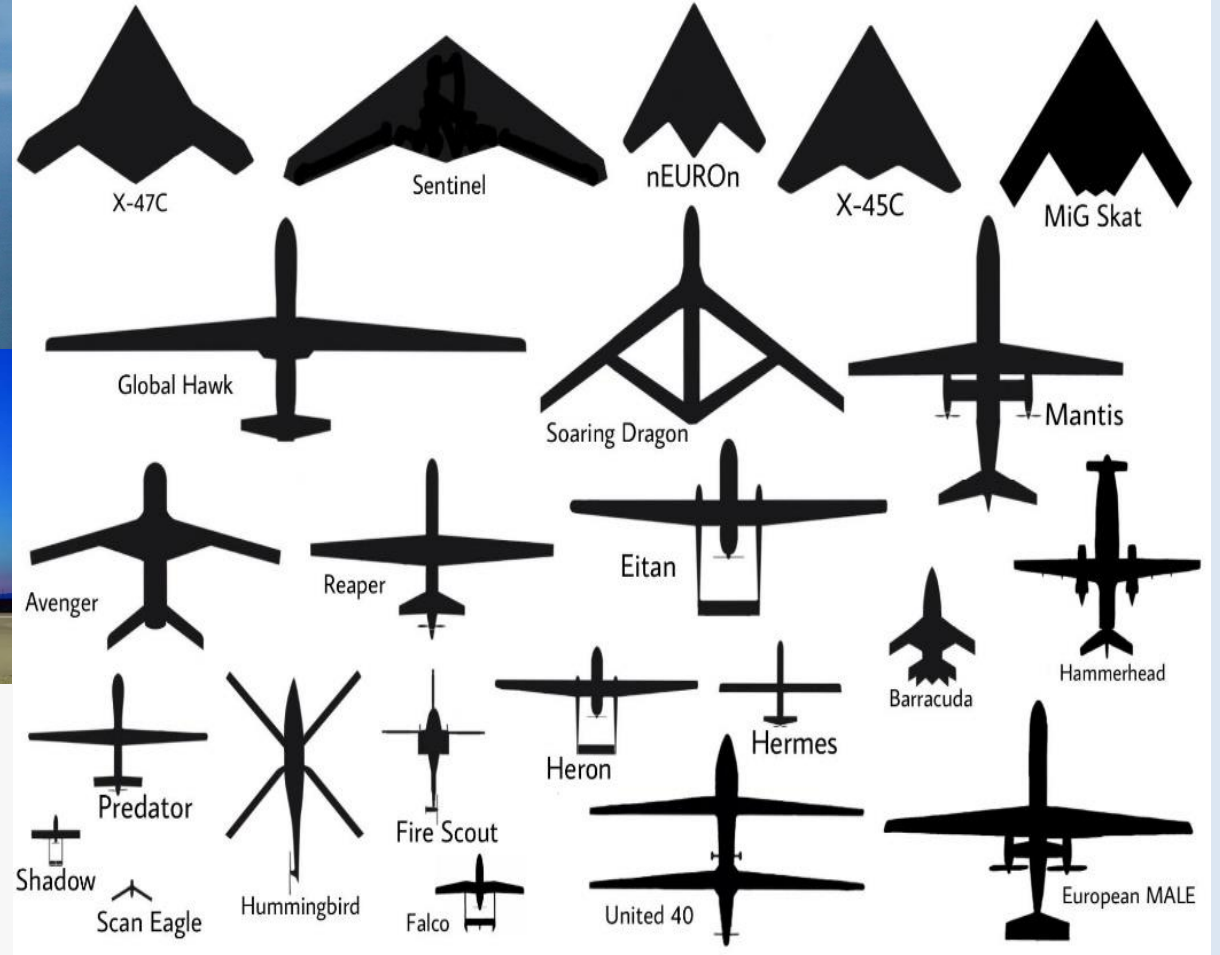 X-47C
Sentinel
nEUROn
X-45C
MiG Skat
Global Hawk
Soaring Dragon
Mantis
Avenger
Reaper
Eitan
Barracuda
Hammerhead
Predator
Hummingbird
Fire Scout
Heron
Hermes
Shadow
Scan Eagle
Falco
United 40
European MALE